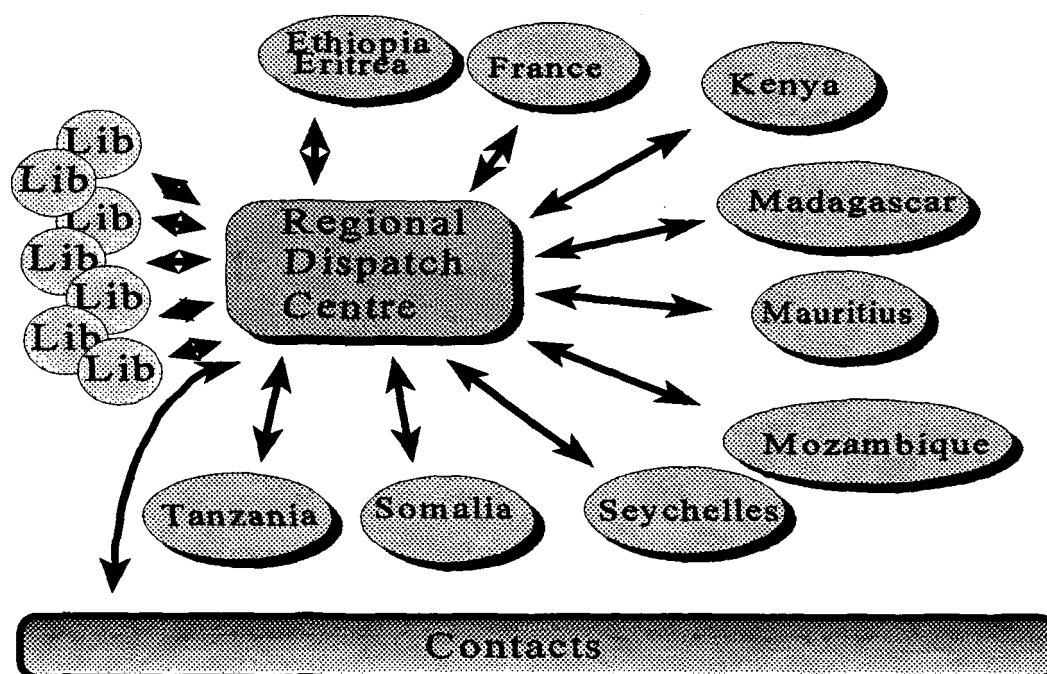 Ethiopia
Eritrea
France
Kenya
Lib
Lib
Lib
Lib
Lib
Lib
Lib
Regional
Dispatch
Centre
Madagascar
Mauritius
Mozambique
Tanzania
Somalia
Seychelles
Contacts